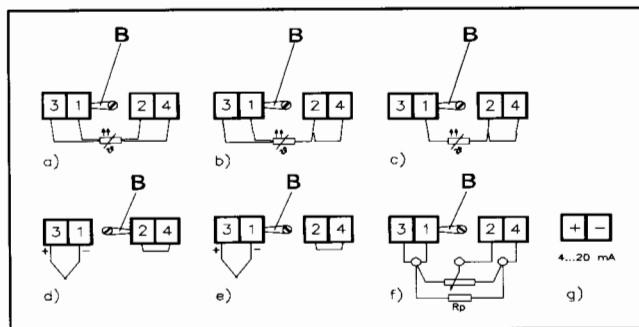 B B B
3 1 2 4 3 1 2 4 3 1 2 4
ϑ ϑ ϑ
a) b) c)
B B B
3 1 2 4 3 1 2 4 3 1 2 4 + −
+ − + − 4...20 mA
d) e) f) g)
Rp